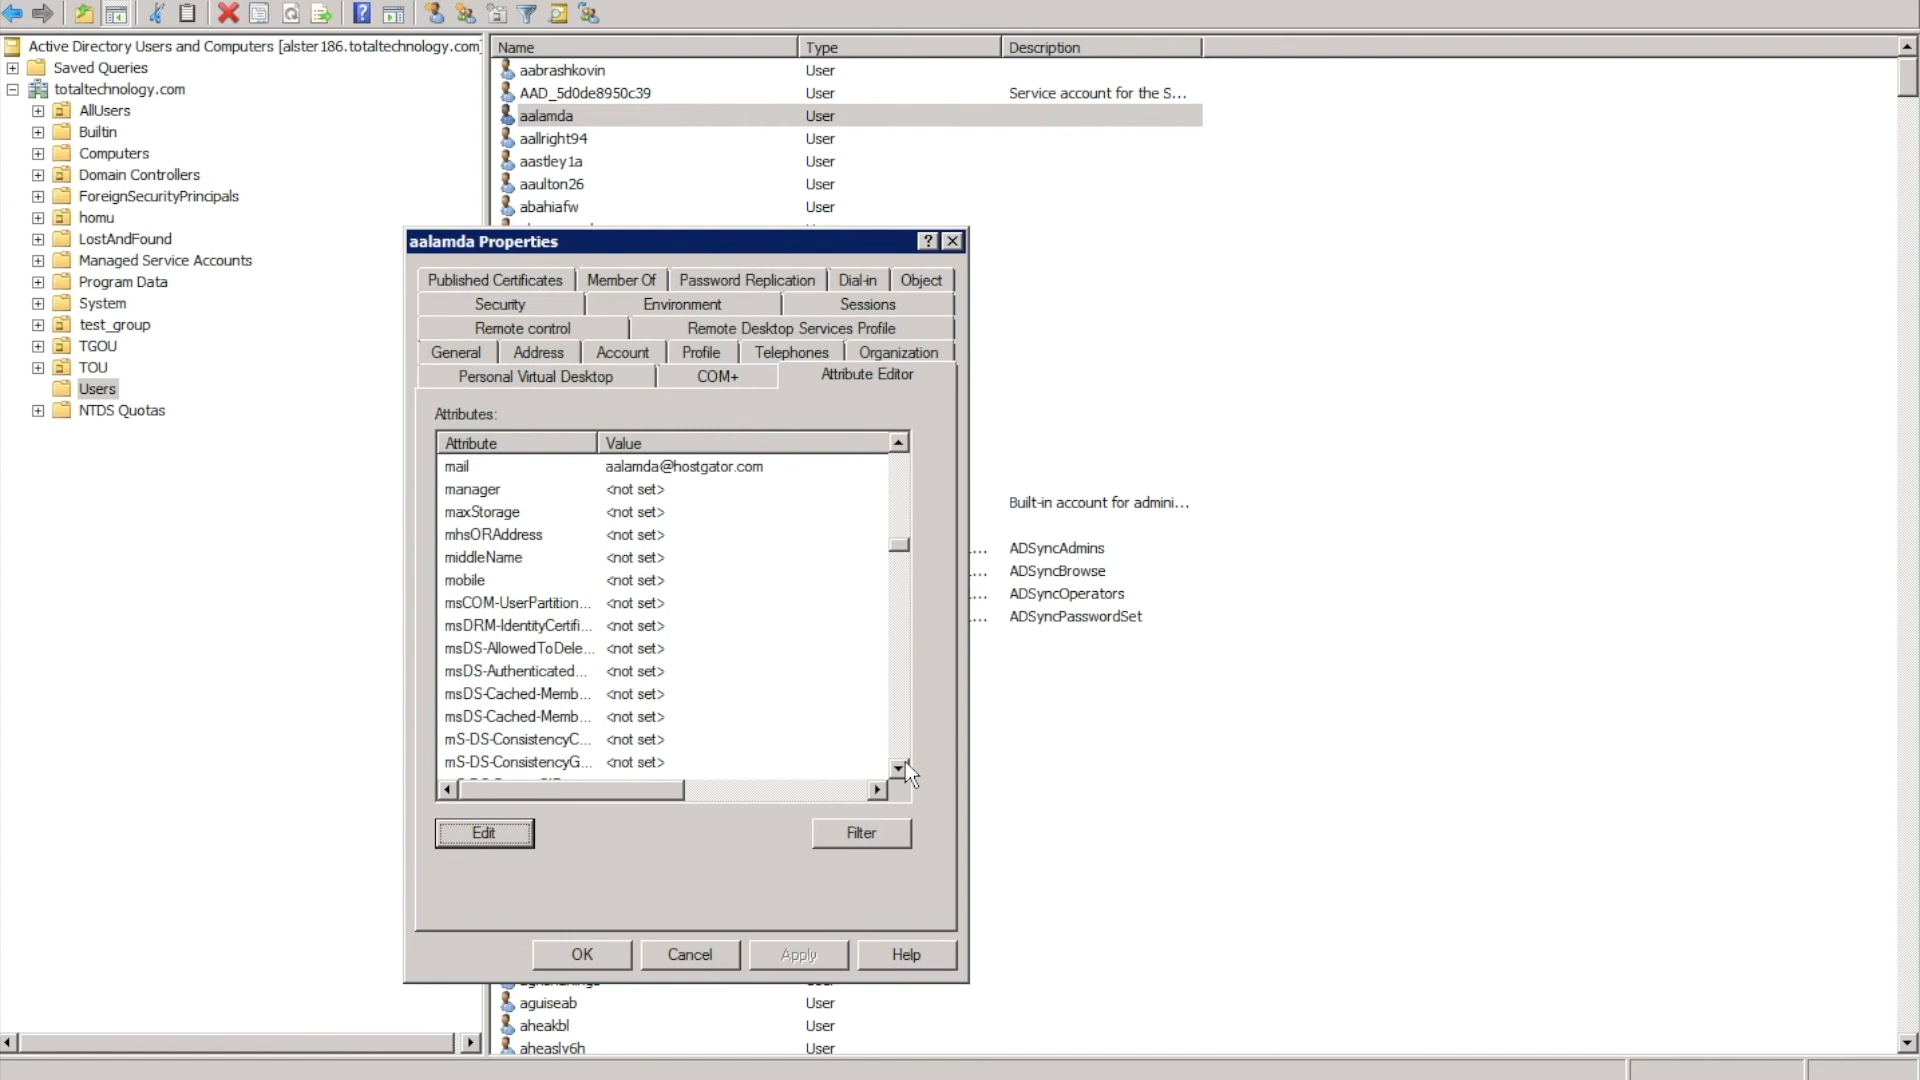 Active Directory Users and Computers [alster186.totaltechnology.com]
Saved Queries
totaltechnology.com
AllUsers
Builtin
Computers
Domain Controllers
ForeignSecurityPrincipals
homu
LostAndFound
Managed Service Accounts
Program Data
System
test_group
TGOU
TOU
Users
NTDS Quotas
Name Type Description
aabrashkovin User
AAD_5d0de8950c39 User Service account for the S...
aalamda User
aallright94 User
aastley1a User
aaulton26 User
abahiafw User
Built-in account for admini...
... ADSyncAdmins
... ADSyncBrowse
... ADSyncOperators
... ADSyncPasswordSet
aguiseab User
aheakbl User
aheasly6h User
aalamda Properties
Published Certificates Member Of Password Replication Dial-in Object
Security Environment Sessions
Remote control Remote Desktop Services Profile
General Address Account Profile Telephones Organization
Personal Virtual Desktop COM+ Attribute Editor
Attributes:
Attribute Value
mail aalamda@hostgator.com
manager <not set>
maxStorage <not set>
mhsORAddress <not set>
middleName <not set>
mobile <not set>
msCOM-UserPartition... <not set>
msDRM-IdentityCertifi... <not set>
msDS-AllowedToDele... <not set>
msDS-Authenticated... <not set>
msDS-Cached-Memb... <not set>
msDS-Cached-Memb... <not set>
mS-DS-ConsistencyC... <not set>
mS-DS-ConsistencyG... <not set>
Edit Filter
OK Cancel Apply Help